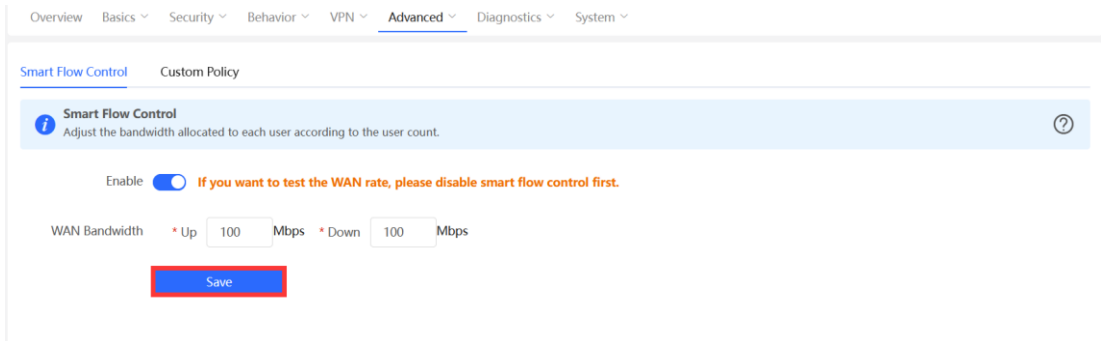 Overview Basics Security Behavior VPN Advanced Diagnostics System
Smart Flow Control Custom Policy
Smart Flow Control
Adjust the bandwidth allocated to each user according to the user count.
Enable If you want to test the WAN rate, please disable smart flow control first.
WAN Bandwidth * Up 100 Mbps * Down 100 Mbps
Save